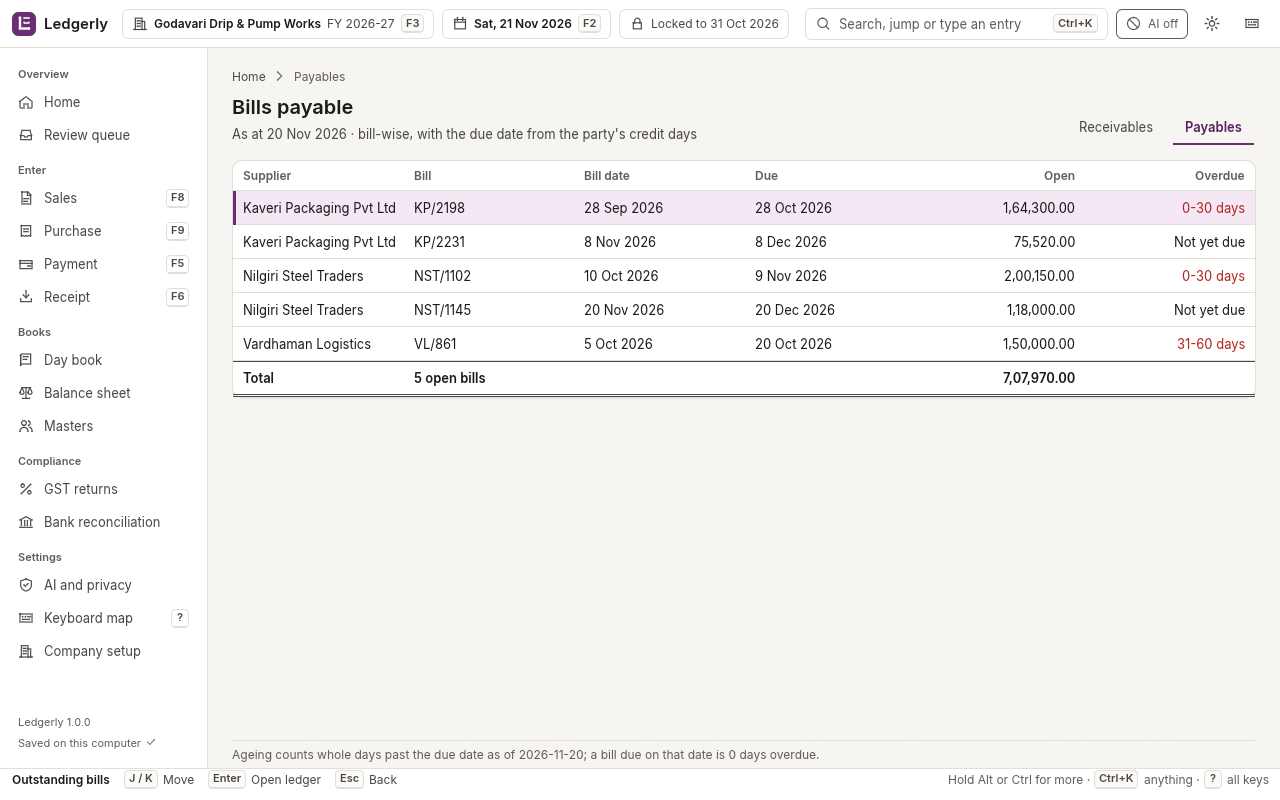 Ledgerly
Godavari Drip & Pump Works FY 2026-27 F3
Sat, 21 Nov 2026 F2
Locked to 31 Oct 2026
Search, jump or type an entry Ctrl+K
AI off
Overview
Home
Review queue
Enter
Sales F8
Purchase F9
Payment F5
Receipt F6
Books
Day book
Balance sheet
Masters
Compliance
GST returns
Bank reconciliation
Settings
AI and privacy
Keyboard map ?
Company setup
Ledgerly 1.0.0
Saved on this computer
Home > Payables
Bills payable
As at 20 Nov 2026 · bill-wise, with the due date from the party's credit days
Receivables Payables
Supplier Bill Bill date Due Open Overdue
Kaveri Packaging Pvt Ltd KP/2198 28 Sep 2026 28 Oct 2026 1,64,300.00 0-30 days
Kaveri Packaging Pvt Ltd KP/2231 8 Nov 2026 8 Dec 2026 75,520.00 Not yet due
Nilgiri Steel Traders NST/1102 10 Oct 2026 9 Nov 2026 2,00,150.00 0-30 days
Nilgiri Steel Traders NST/1145 20 Nov 2026 20 Dec 2026 1,18,000.00 Not yet due
Vardhaman Logistics VL/861 5 Oct 2026 20 Oct 2026 1,50,000.00 31-60 days
Total 5 open bills 7,07,970.00
Ageing counts whole days past the due date as of 2026-11-20; a bill due on that date is 0 days overdue.
Outstanding bills J / K Move Enter Open ledger Esc Back
Hold Alt or Ctrl for more · Ctrl+K anything · ? all keys